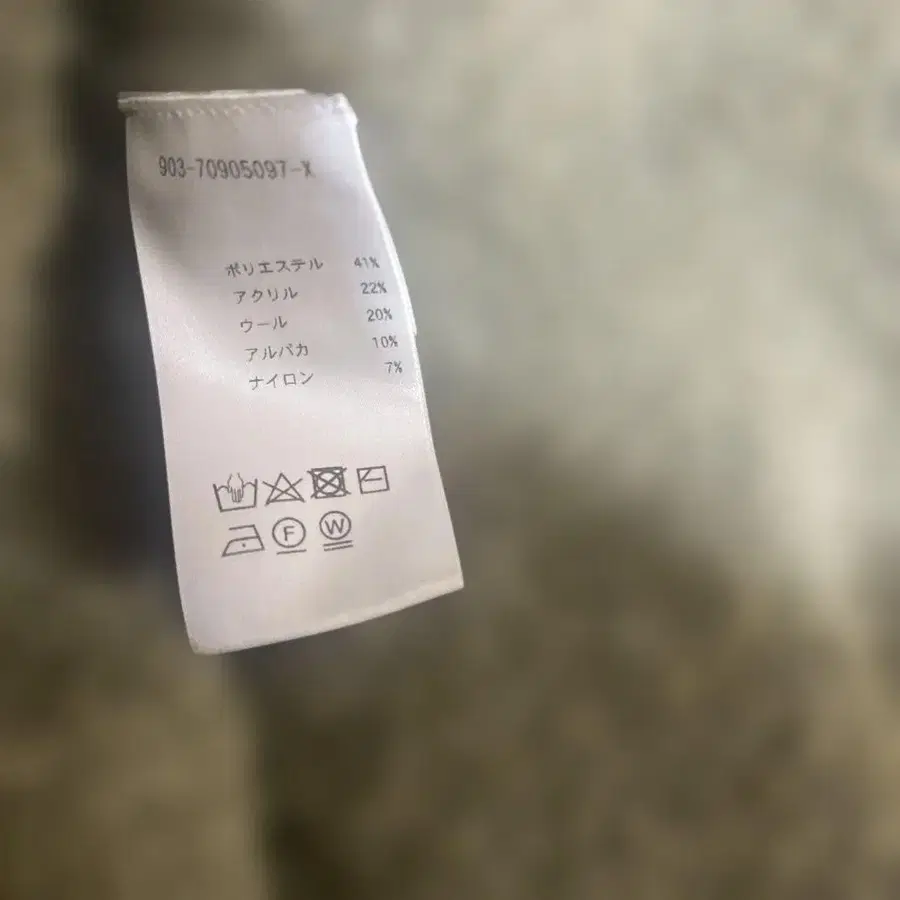 903-70905097-X
ポリエステル 41%
アクリル 22%
ウール 20%
アルパカ 10%
ナイロン 7%
F W